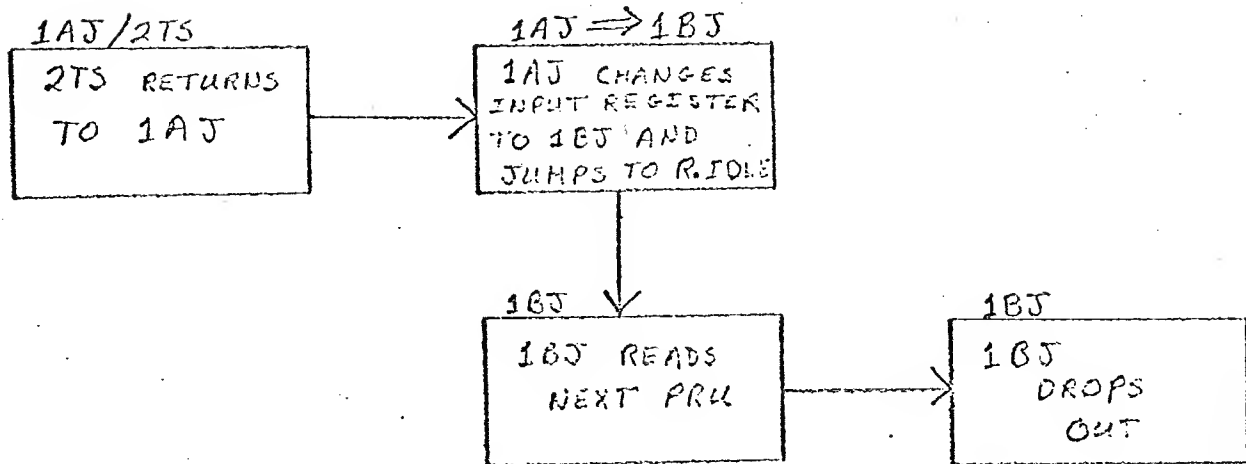 1AJ/2TS
2TS RETURNS
TO 1AJ
1AJ ⇒ 1BJ
1AJ CHANGES
INPUT REGISTER
TO 1BJ AND
JUMPS TO R.IDLE
1BJ
1BJ READS
NEXT PRU
1BJ
1BJ
DROPS
OUT